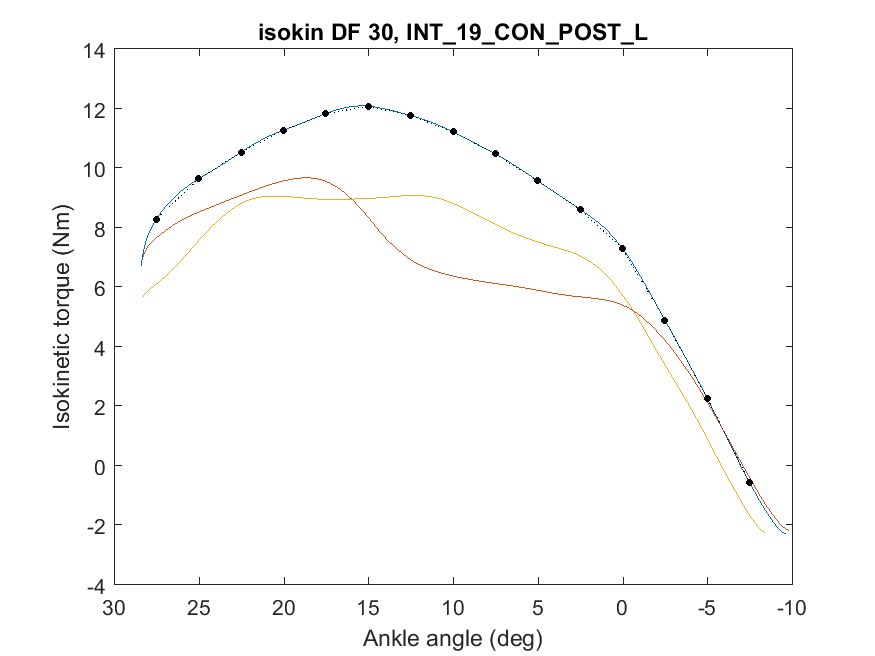 isokin DF 30, INT_19_CON_POST_L
14
12
10
8
6
4
2
0
-2
-4
Isokinetic torque (Nm)
30 25 20 15 10 5 0 -5 -10
Ankle angle (deg)